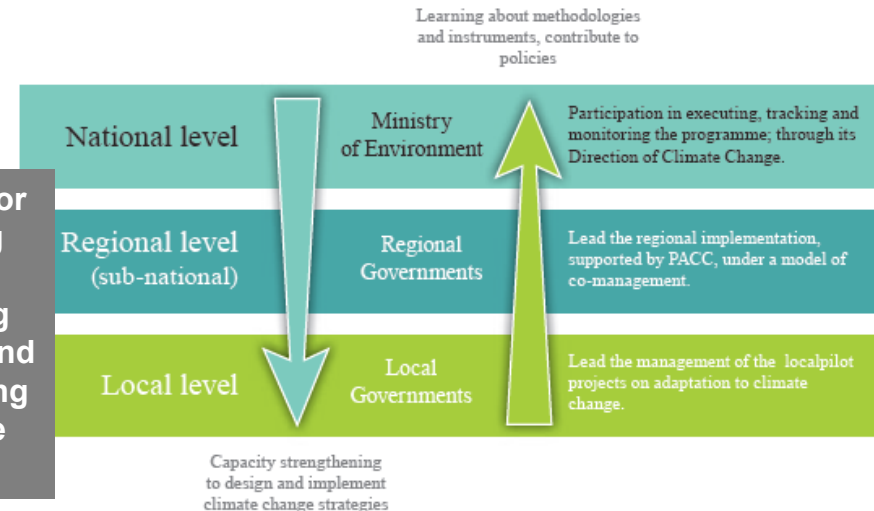 Learning about methodologies
and instruments, contribute to
policies
National level
Ministry
of Environment
Participation in executing, tracking and
monitoring the programme; through its
Direction of Climate Change.
or
g
g
nd
ng
e
Regional level
(sub-national)
Regional
Governments
Lead the regional implementation,
supported by PACC, under a model of
co-management.
Local level
Local
Governments
Lead the management of the localpilot
projects on adaptation to climate
change.
Capacity strengthening
to design and implement
climate change strategies